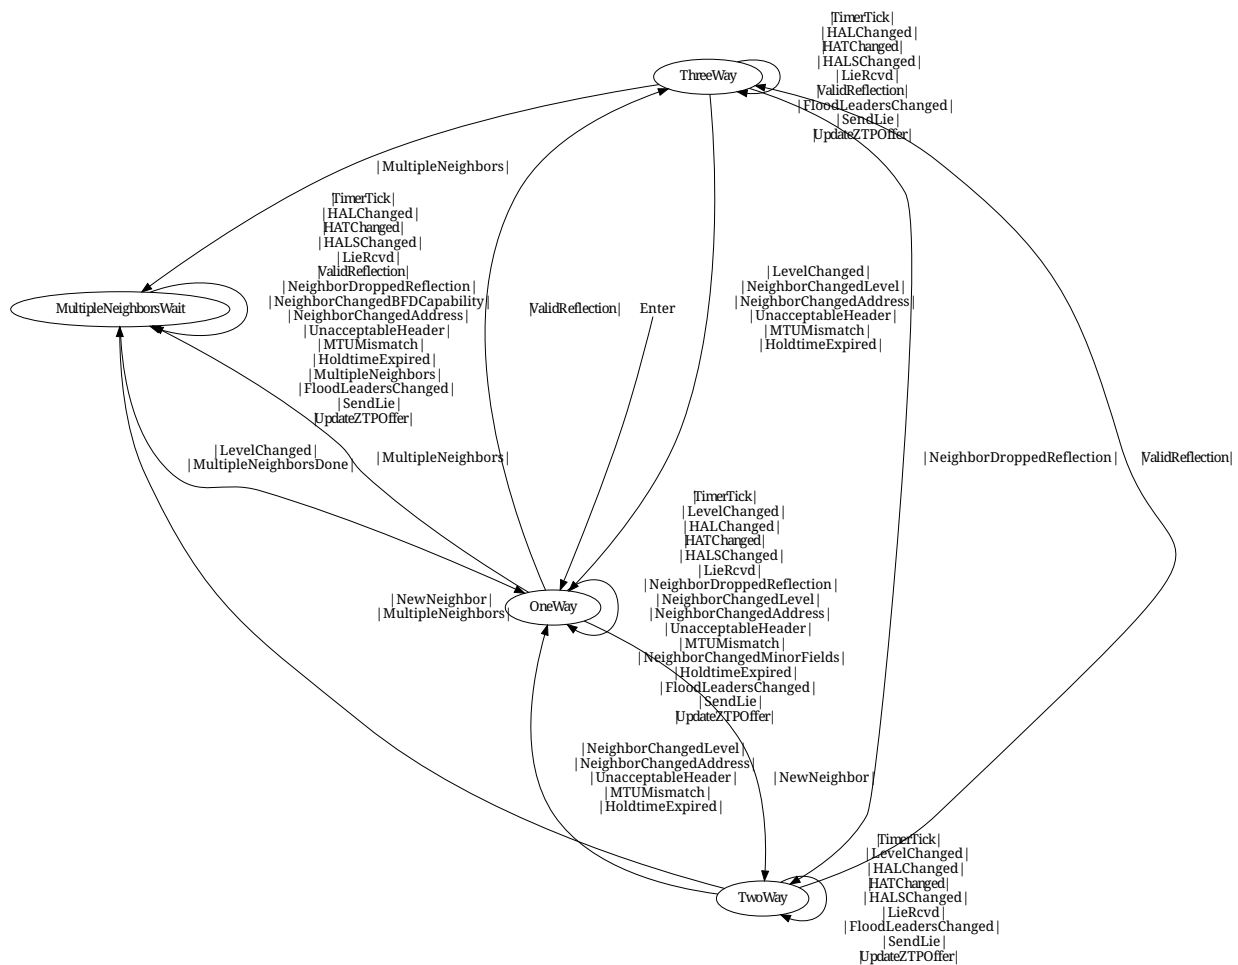 |TimerTick|
|HALChanged|
|HATChanged|
|HALSChanged|
|LieRcvd|
|ValidReflection|
|FloodLeadersChanged|
|SendLie|
|UpdateZTPOffer|
ThreeWay
|MultipleNeighbors|
|TimerTick|
|HALChanged|
|HATChanged|
|HALSChanged|
|LieRcvd|
|ValidReflection|
|NeighborDroppedReflection|
|NeighborChangedBFDCapability|
|NeighborChangedAddress|
|UnacceptableHeader|
|MTUMismatch|
|HoldtimeExpired|
|MultipleNeighbors|
|FloodLeadersChanged|
|SendLie|
|UpdateZTPOffer|
MultipleNeighborsWait
|ValidReflection|
Enter
|LevelChanged|
|NeighborChangedLevel|
|NeighborChangedAddress|
|UnacceptableHeader|
|MTUMismatch|
|HoldtimeExpired|
|LevelChanged|
|MultipleNeighborsDone|
|MultipleNeighbors|
|NeighborDroppedReflection|
|ValidReflection|
|TimerTick|
|LevelChanged|
|HALChanged|
|HATChanged|
|HALSChanged|
|LieRcvd|
|NeighborDroppedReflection|
|NeighborChangedLevel|
|NeighborChangedAddress|
|UnacceptableHeader|
|MTUMismatch|
|NeighborChangedMinorFields|
|HoldtimeExpired|
|FloodLeadersChanged|
|SendLie|
|UpdateZTPOffer|
|NewNeighbor|
|MultipleNeighbors|
OneWay
|NeighborChangedLevel|
|NeighborChangedAddress|
|UnacceptableHeader|
|MTUMismatch|
|HoldtimeExpired|
|NewNeighbor|
|TimerTick|
|LevelChanged|
|HALChanged|
|HATChanged|
|HALSChanged|
|LieRcvd|
|FloodLeadersChanged|
|SendLie|
|UpdateZTPOffer|
TwoWay